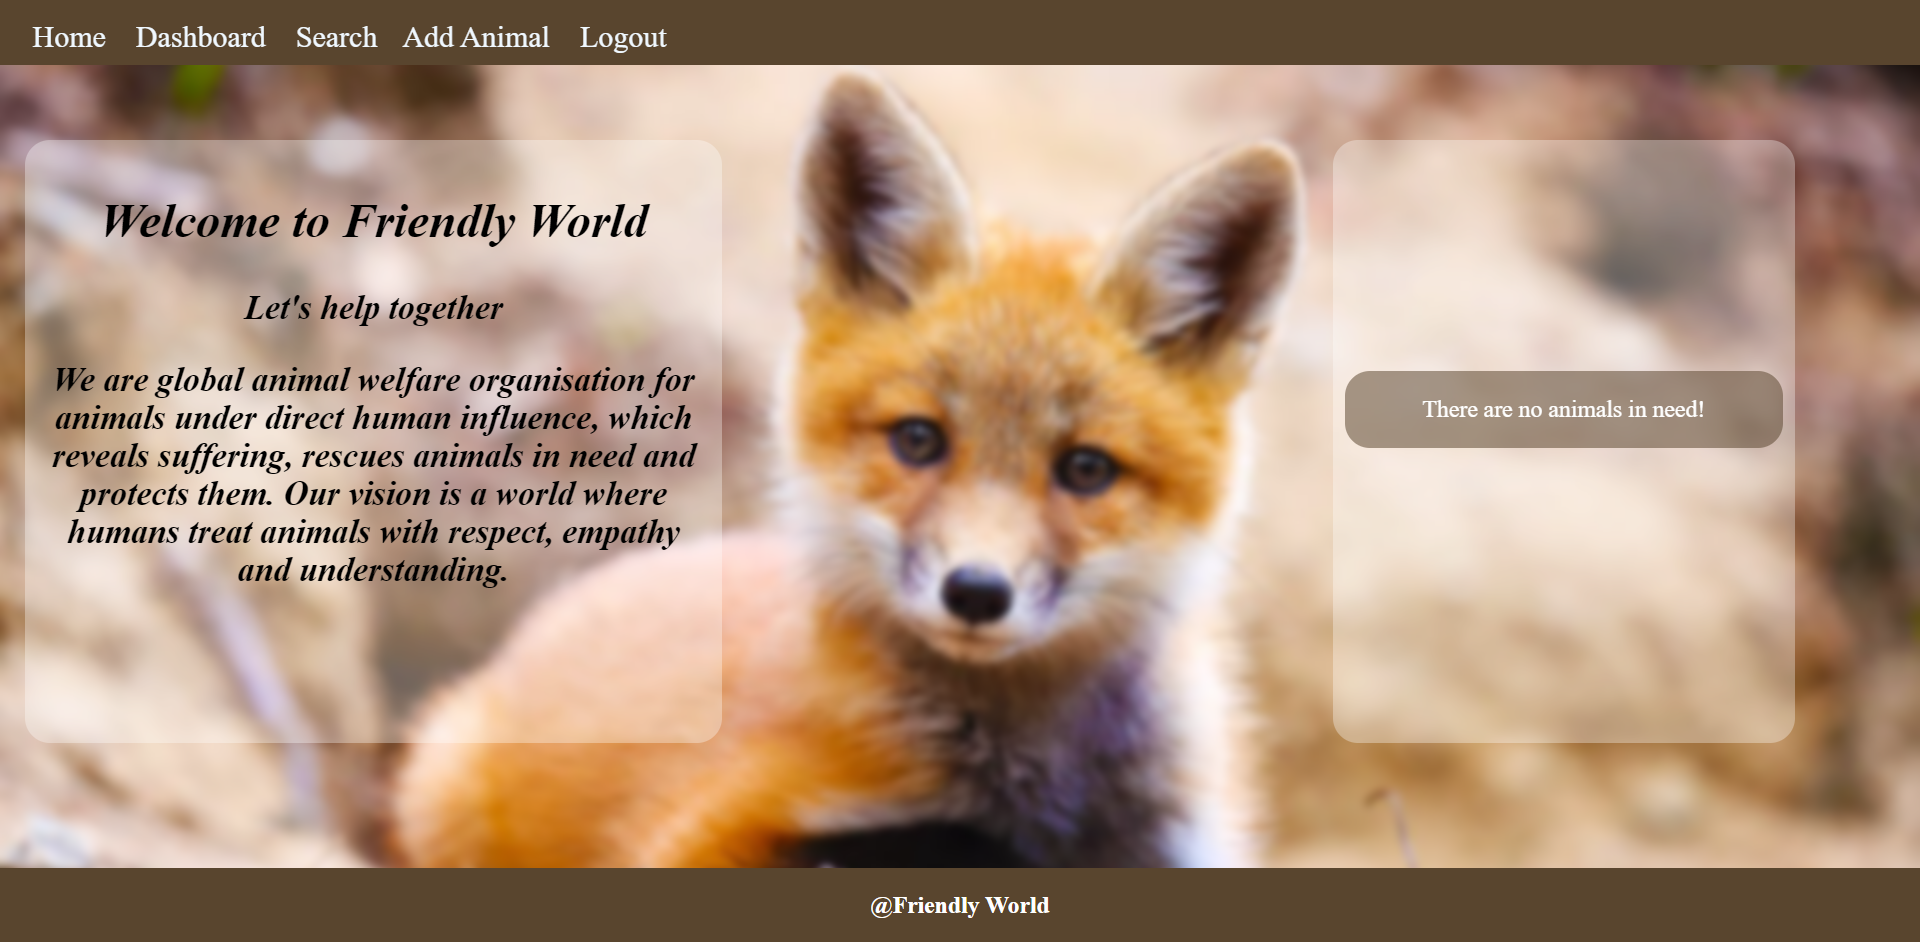 Home Dashboard Search Add Animal Logout
Welcome to Friendly World
Let's help together
We are global animal welfare organisation for
animals under direct human influence, which
reveals suffering, rescues animals in need and
protects them. Our vision is a world where
humans treat animals with respect, empathy
and understanding.
There are no animals in need!
@Friendly World